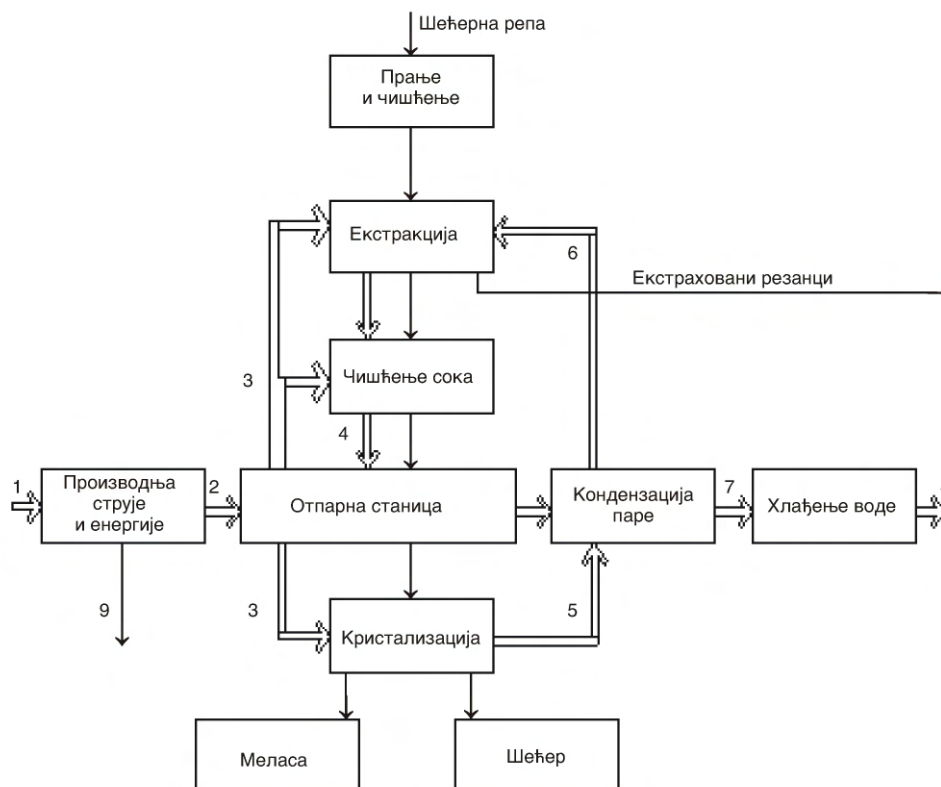 Шећерна репа
Прање
и чишћење
Екстракција
6
Екстраховани резанци
3
Чишћење сока
4
1
Производња
струје
и енергије
2
Отпарна станица
Кондензација
паре
7
Хлађење воде
9
3
5
Кристализација
Меласа
Шећер